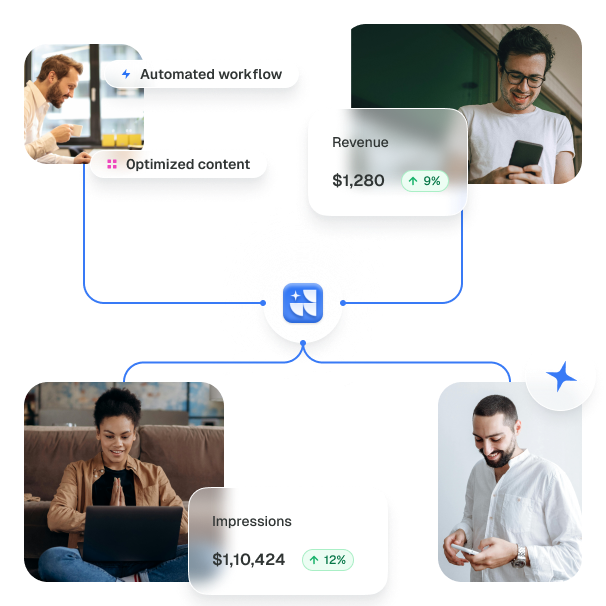 Automated workflow
Optimized content
Revenue
$1,280
9%
Impressions
$1,10,424
12%